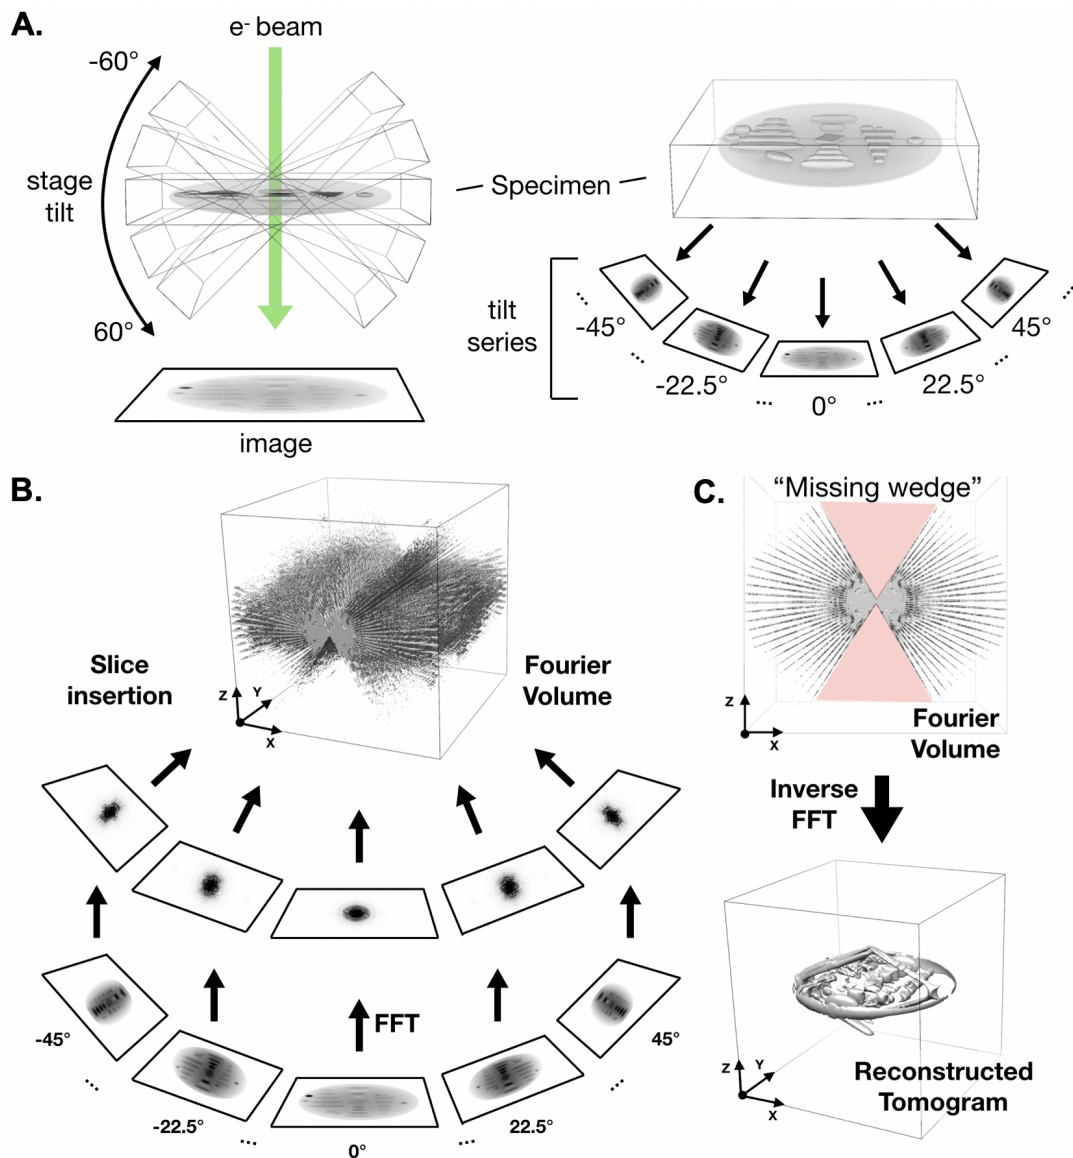 A.
e- beam
-60°
stage
tilt
60°
image
Specimen
tilt
series
-45°
-22.5°
0°
22.5°
45°
...
...
...
...
...
...
B.
Slice
insertion
Fourier
Volume
Z
Y
X
FFT
-45°
...
-22.5°
...
0°
...
22.5°
...
45°
C.
“Missing wedge”
Z
X
Fourier
Volume
Inverse
FFT
Z
Y
X
Reconstructed
Tomogram